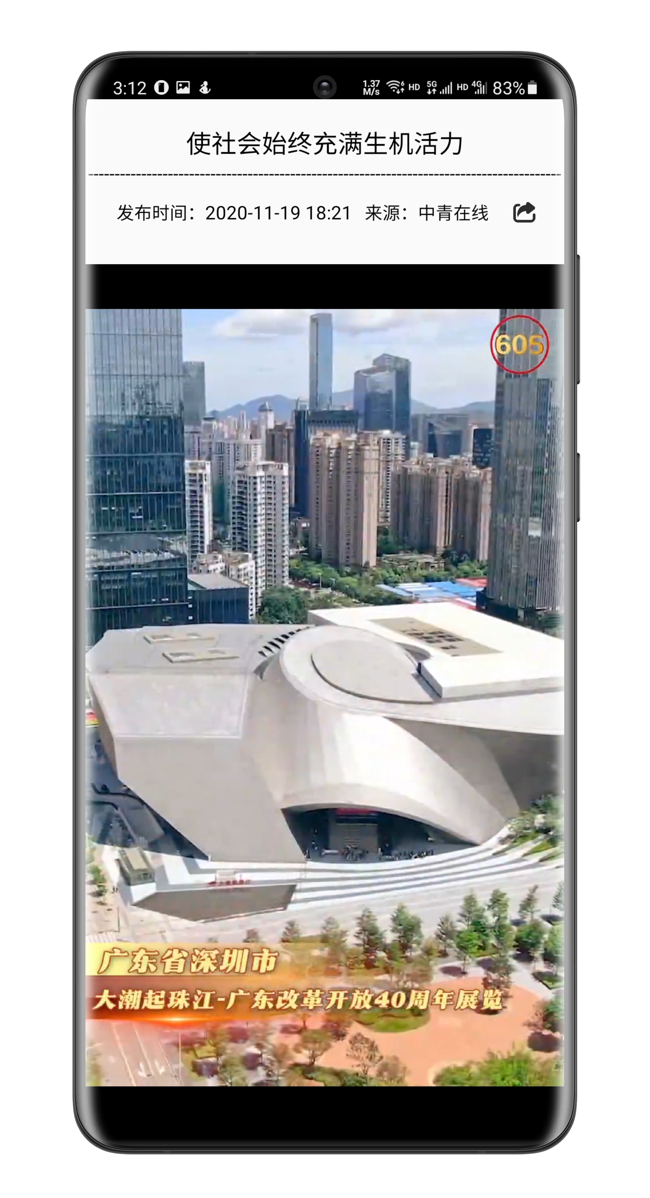 3:12 1.37 M/s 6 HD 5G HD 4G 83%
使社会始终充满生机活力
发布时间：2020-11-19 18:21 来源：中青在线
605
广东省深圳市
大潮起珠江-广东改革开放40周年展览